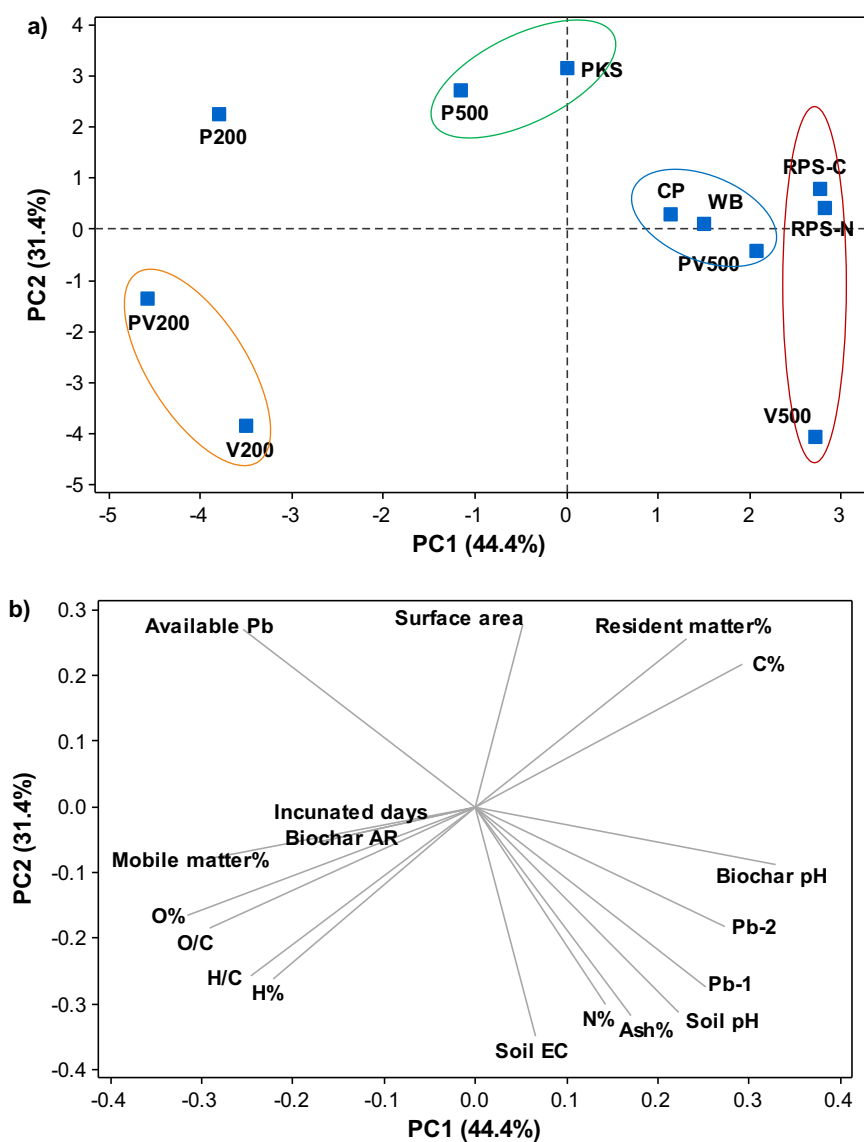 a)
4
3
2
1
0
-1
-2
-3
-4
-5
PC2 (31.4%)
PKS
P500
P200
RPS-C
CP
WB
RPS-N
PV500
PV200
V500
V200
-5 -4 -3 -2 -1 0 1 2 3
PC1 (44.4%)
b)
0.3
0.2
0.1
0.0
-0.1
-0.2
-0.3
-0.4
PC2 (31.4%)
Available Pb
Surface area
Resident matter%
C%
Incunated days
Biochar AR
Mobile matter%
Biochar pH
O%
Pb-2
O/C
H/C
H%
Pb-1
N%
Ash%
Soil pH
Soil EC
-0.4 -0.3 -0.2 -0.1 0.0 0.1 0.2 0.3 0.4
PC1 (44.4%)